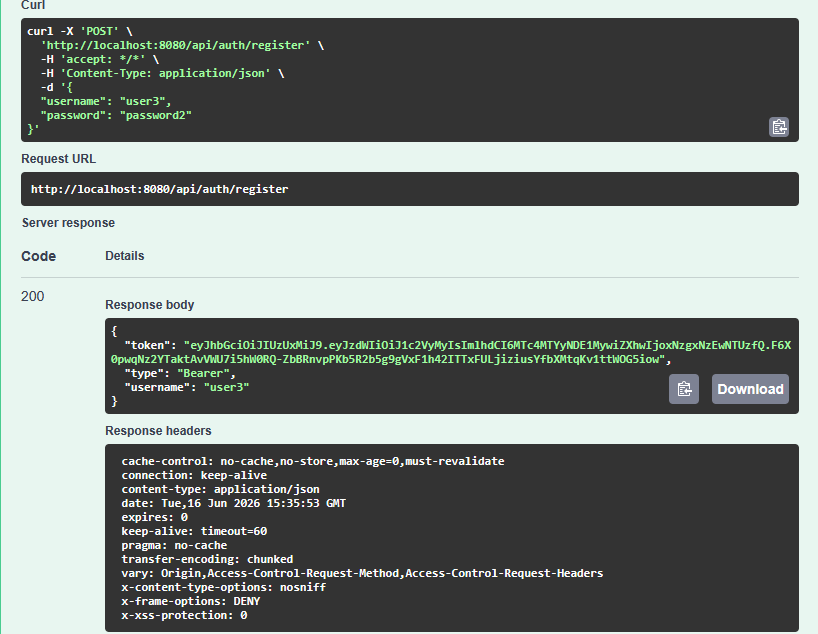 Curl
curl -X 'POST' \
  'http://localhost:8080/api/auth/register' \
  -H 'accept: */*' \
  -H 'Content-Type: application/json' \
  -d '{
  "username": "user3",
  "password": "password2"
}'
Request URL
http://localhost:8080/api/auth/register
Server response
Code Details
200
Response body
{
  "token": "eyJhbGciOiJIUzUxMiJ9.eyJzdWIiOiJ1c2VyMyIsImlhdCI6MTc4MTYyNDE1MywiZXhwIjoxNzgxNzEwNTUzfQ.F6X
0pwqNz2YTaktAvVWU7i5hW0RQ-ZbBRnvpPKb5R2b5g9gVxF1h42ITTxFULjiziusYfbXMtqKv1ttWOG5iow",
  "type": "Bearer",
  "username": "user3"
}
Download
Response headers
cache-control: no-cache,no-store,max-age=0,must-revalidate
connection: keep-alive
content-type: application/json
date: Tue,16 Jun 2026 15:35:53 GMT
expires: 0
keep-alive: timeout=60
pragma: no-cache
transfer-encoding: chunked
vary: Origin,Access-Control-Request-Method,Access-Control-Request-Headers
x-content-type-options: nosniff
x-frame-options: DENY
x-xss-protection: 0